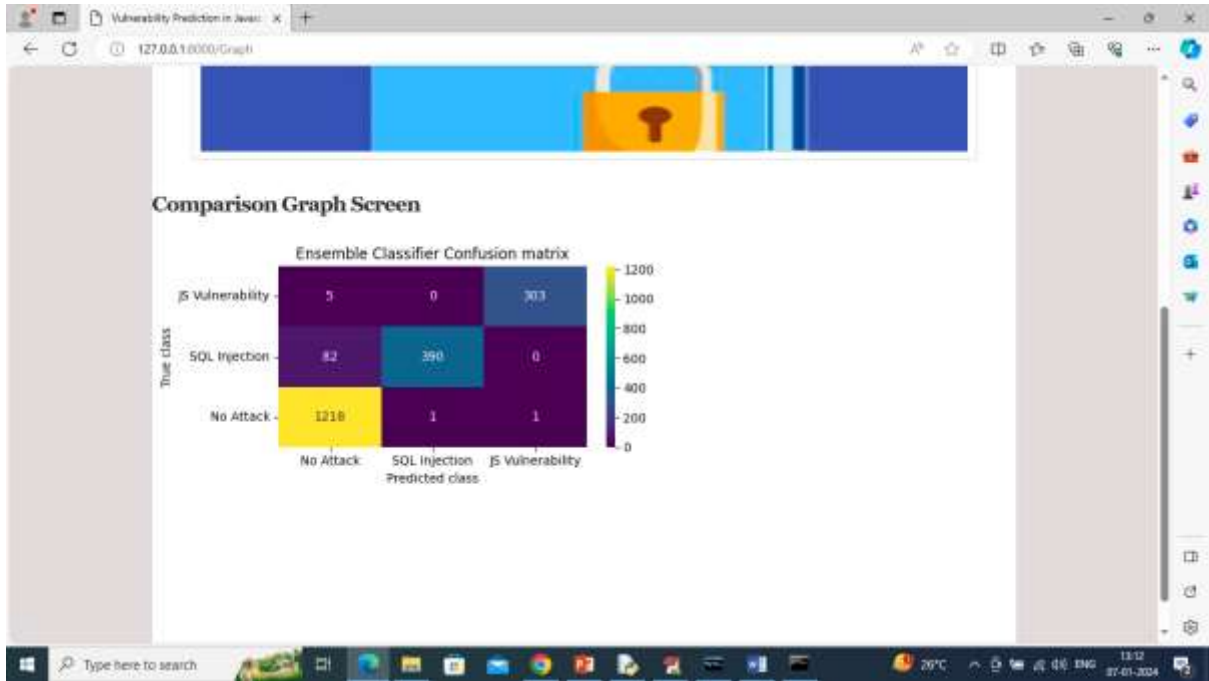 Vulnerability Prediction in Javas
127.0.0.1:8000/Graph
Comparison Graph Screen
Ensemble Classifier Confusion matrix
JS Vulnerability
5
0
303
SQL Injection
82
390
0
No Attack
1218
1
1
True class
No Attack
SQL Injection
JS Vulnerability
Predicted class
1200
1000
800
600
400
200
0
Type here to search
26°C
ENG
13:12
07-01-2024